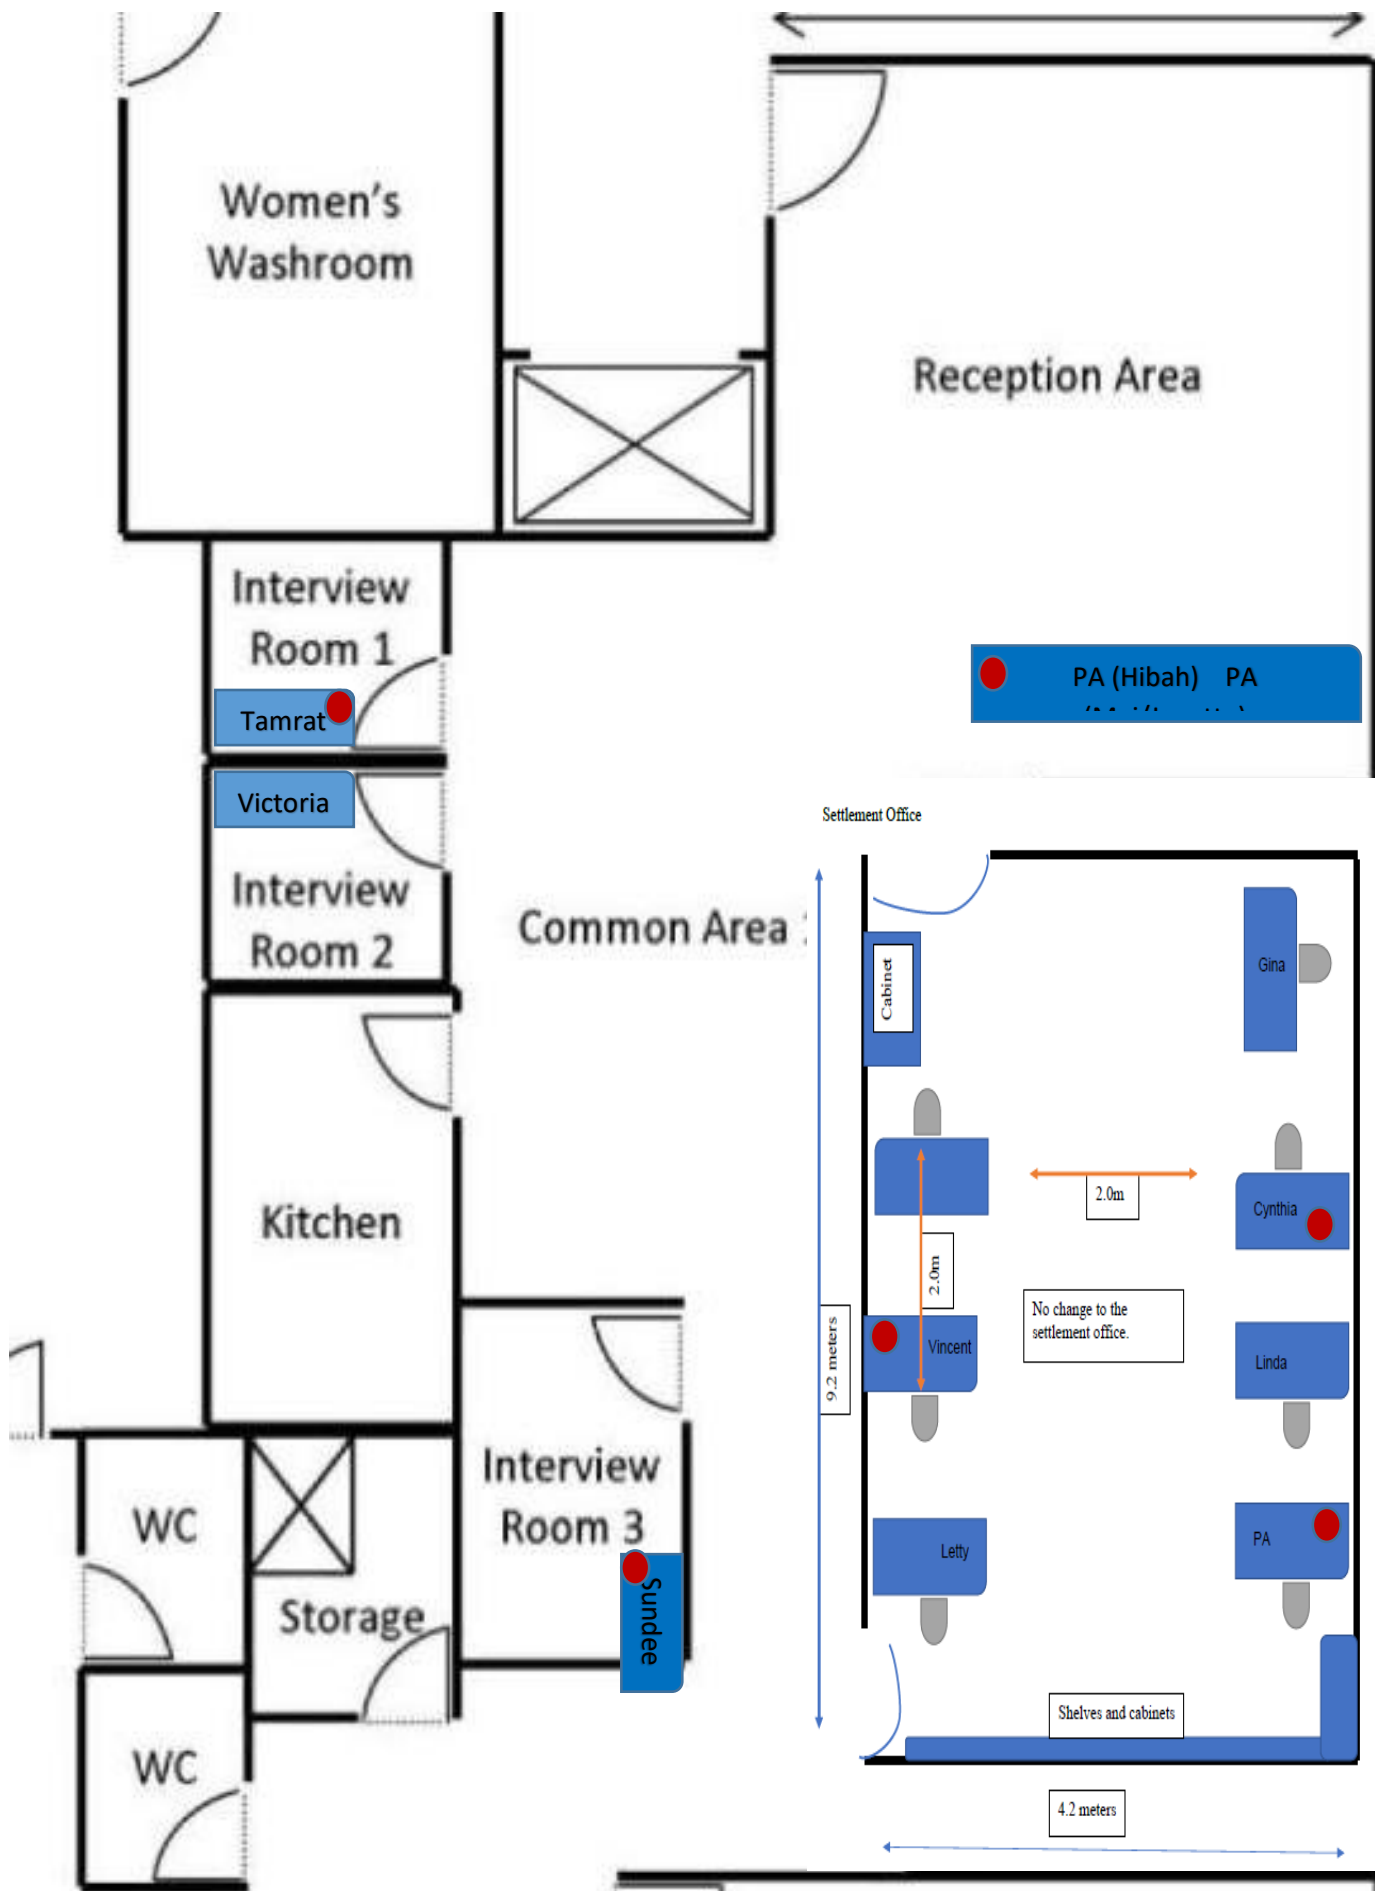 Women’s
Washroom
Reception Area
Interview
Room 1
Tamrat
PA (Hibah) PA
Victoria
Interview
Room 2
Common Area
Kitchen
Interview
Room 3
Sundee
WC
Storage
WC
Settlement Office
Cabinet
Gina
2.0m
Cynthia
2.0m
No change to the
settlement office.
9.2 meters
Vincent
Linda
Letty
PA
Shelves and cabinets
4.2 meters